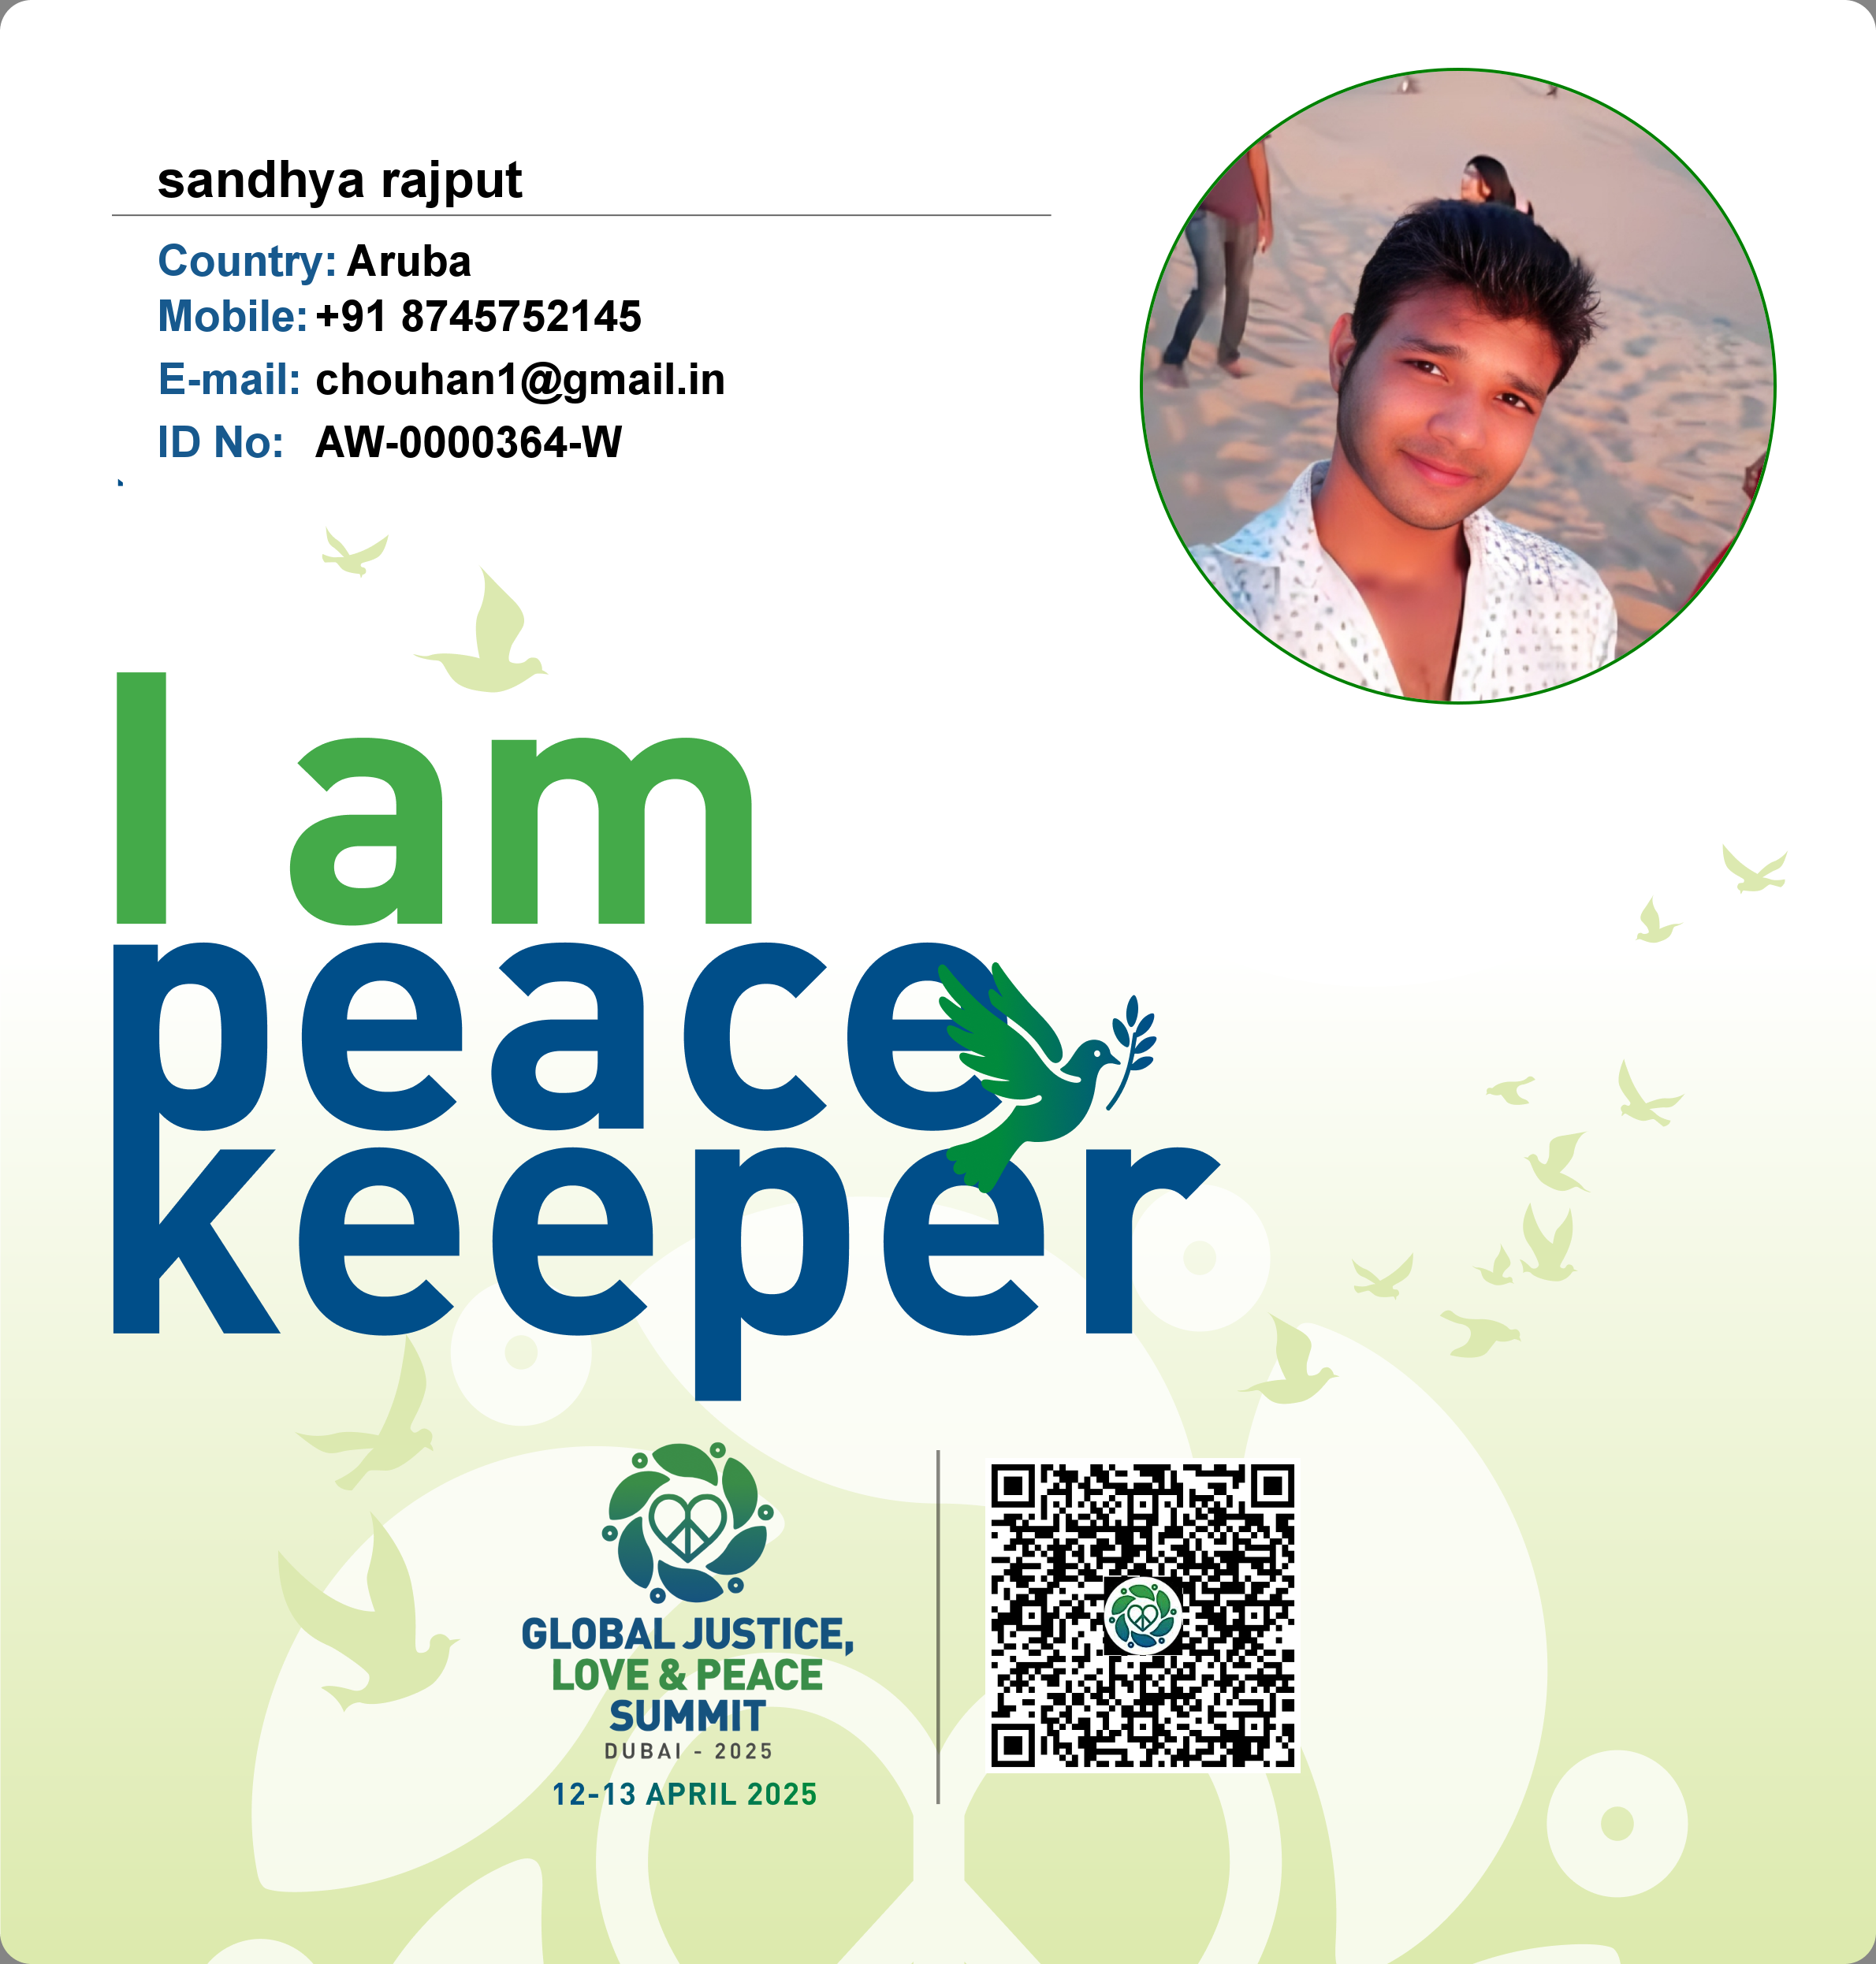 sandhya rajput
Country: Aruba
Mobile: +91 8745752145
E-mail: chouhan1@gmail.in
ID No: AW-0000364-W
I am
peace
keeper
GLOBAL JUSTICE,
LOVE & PEACE
SUMMIT
DUBAI - 2025
12-13 APRIL 2025